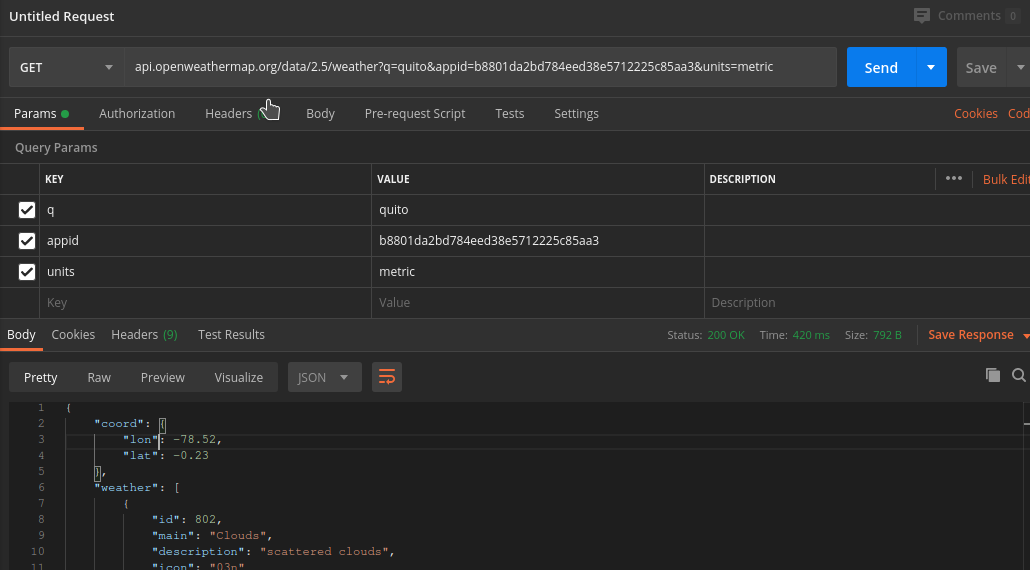 Untitled Request
Comments 0
GET api.openweathermap.org/data/2.5/weather?q=quito&appid=b8801da2bd784eed38e5712225c85aa3&units=metric Send Save
Params Authorization Headers Body Pre-request Script Tests Settings Cookies Cod
Query Params
KEY VALUE DESCRIPTION ••• Bulk Edit
q quito
appid b8801da2bd784eed38e5712225c85aa3
units metric
Key Value Description
Body Cookies Headers (9) Test Results Status: 200 OK Time: 420 ms Size: 792 B Save Response
Pretty Raw Preview Visualize JSON
1 {
2 "coord": {
3 "lon": -78.52,
4 "lat": -0.23
5 },
6 "weather": [
7 {
8 "id": 802,
9 "main": "Clouds",
10 "description": "scattered clouds",
11 "icon": "03n"